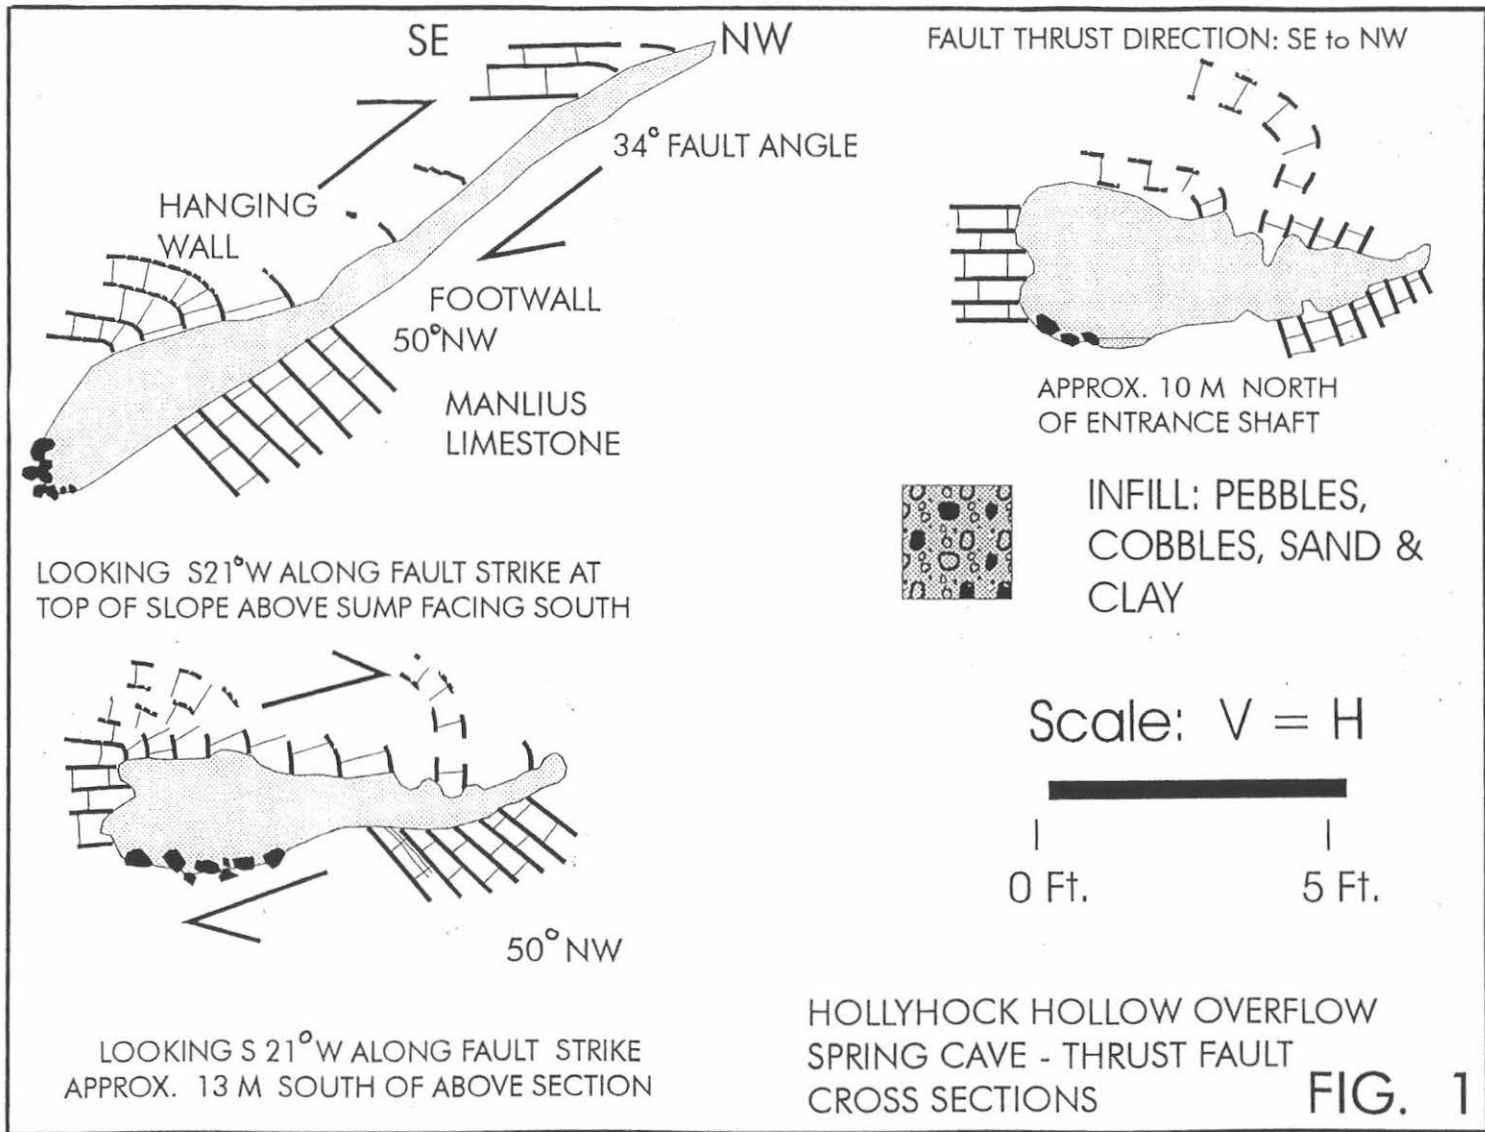 SE NW
34° FAULT ANGLE
HANGING
WALL
FOOTWALL
50°NW
MANLIUS
LIMESTONE
LOOKING S21°W ALONG FAULT STRIKE AT
TOP OF SLOPE ABOVE SUMP FACING SOUTH
50° NW
LOOKING S 21°W ALONG FAULT STRIKE
APPROX. 13 M SOUTH OF ABOVE SECTION
FAULT THRUST DIRECTION: SE to NW
APPROX. 10 M NORTH
OF ENTRANCE SHAFT
INFILL: PEBBLES,
COBBLES, SAND &
CLAY
Scale: V = H
0 Ft. 5 Ft.
HOLLYHOCK HOLLOW OVERFLOW
SPRING CAVE - THRUST FAULT
CROSS SECTIONS
FIG. 1